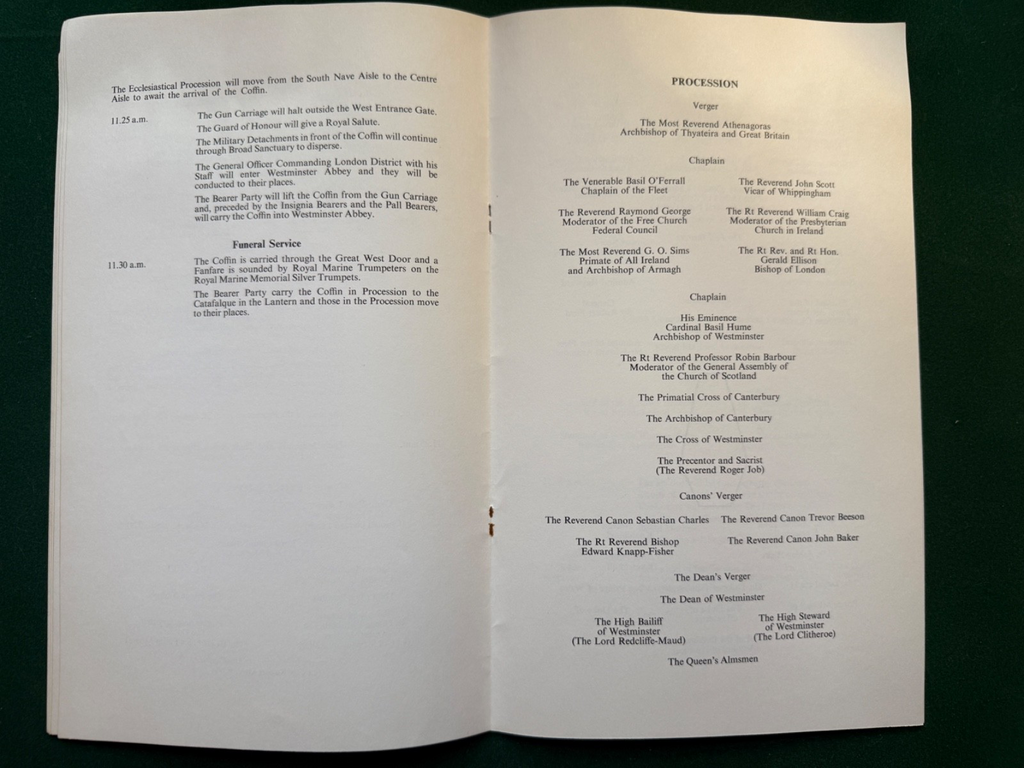 The Ecclesiastical Procession will move from the South Nave Aisle to the Centre
Aisle to await the arrival of the Coffin.
11.25 a.m.
The Gun Carriage will halt outside the West Entrance Gate.
The Guard of Honour will give a Royal Salute.
The Military Detachments in front of the Coffin will continue
through Broad Sanctuary to disperse.
The General Officer Commanding London District with his
Staff will enter Westminster Abbey and they will be
conducted to their places.
The Bearer Party will lift the Coffin from the Gun Carriage
and, preceded by the Insignia Bearers and the Pall Bearers,
will carry the Coffin into Westminster Abbey.
Funeral Service
11.30 a.m.
The Coffin is carried through the Great West Door and a
Fanfare is sounded by Royal Marine Trumpeters on the
Royal Marine Memorial Silver Trumpets.
The Bearer Party carry the Coffin in Procession to the
Catafalque in the Lantern and those in the Procession move
to their places.
PROCESSION
Verger
The Most Reverend Athenagoras
Archbishop of Thyateira and Great Britain
Chaplain
The Venerable Basil O'Ferrall
Chaplain of the Fleet
The Reverend John Scott
Vicar of Whippingham
The Reverend Raymond George
Moderator of the Free Church
Federal Council
The Rt Reverend William Craig
Moderator of the Presbyterian
Church in Ireland
The Most Reverend G. O. Sims
Primate of All Ireland
and Archbishop of Armagh
The Rt Rev. and Rt Hon.
Gerald Ellison
Bishop of London
Chaplain
His Eminence
Cardinal Basil Hume
Archbishop of Westminster
The Rt Reverend Professor Robin Barbour
Moderator of the General Assembly of
the Church of Scotland
The Primatial Cross of Canterbury
The Archbishop of Canterbury
The Cross of Westminster
The Precentor and Sacrist
(The Reverend Roger Job)
Canons' Verger
The Reverend Canon Sebastian Charles
The Reverend Canon Trevor Beeson
The Rt Reverend Bishop
Edward Knapp-Fisher
The Reverend Canon John Baker
The Dean's Verger
The Dean of Westminster
The High Bailiff
of Westminster
(The Lord Redcliffe-Maud)
The High Steward
of Westminster
(The Lord Clitheroe)
The Queen's Almsmen